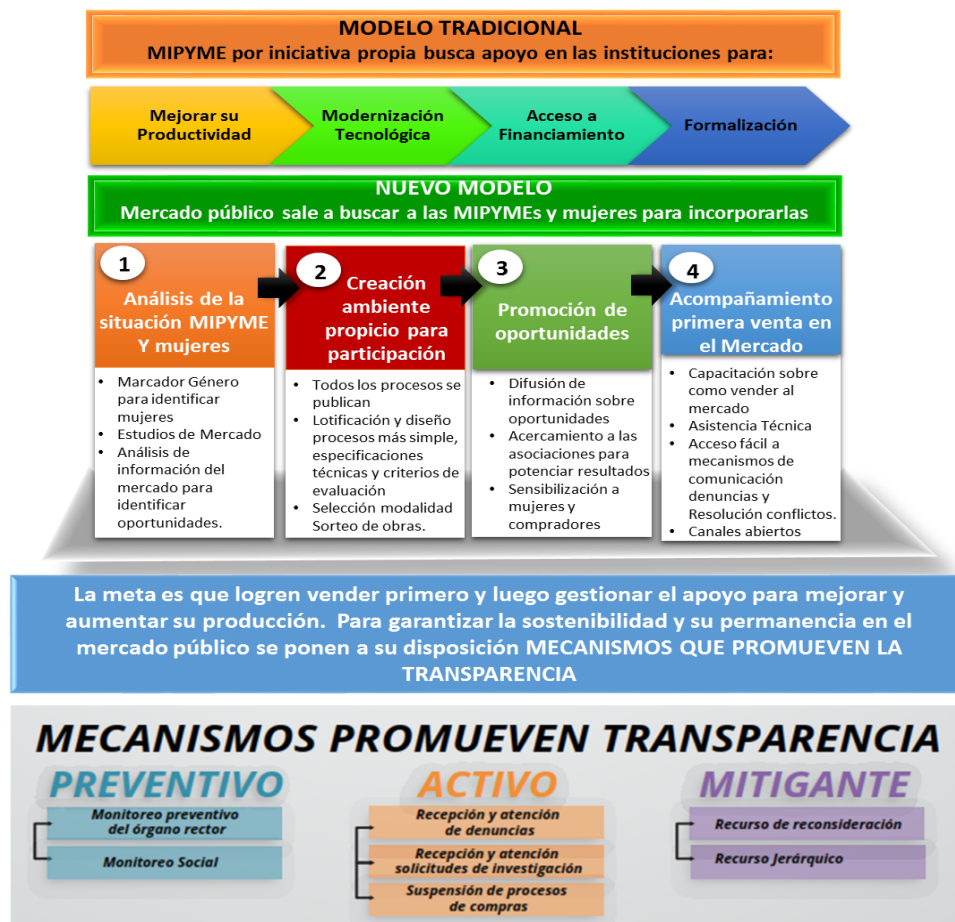 MODELO TRADICIONAL
MIPYME por iniciativa propia busca apoyo en las instituciones para:
Mejorar su
Productividad
Modernización
Tecnológica
Acceso a
Financiamiento
Formalización
NUEVO MODELO
Mercado público sale a buscar a las MIPYMEs y mujeres para incorporarlas
1
Análisis de la
situación MIPYME
Y mujeres
• Marcador Género
para identificar
mujeres
• Estudios de Mercado
• Análisis de
información del
mercado para
identificar
oportunidades.
2
Creación
ambiente
propicio para
participación
• Todos los procesos se
publican
• Lotificación y diseño
procesos más simple,
especificaciones
técnicas y criterios de
evaluación
• Selección modalidad
Sorteo de obras.
3
Promoción de
oportunidades
• Difusión de
información sobre
oportunidades
• Acercamiento a las
asociaciones para
potenciar resultados
• Sensibilización a
mujeres y
compradores
4
Acompañamiento
primera venta en
el Mercado
• Capacitación sobre
como vender al
mercado
• Asistencia Técnica
• Acceso fácil a
mecanismos de
comunicación
denuncias y
Resolución conflictos.
• Canales abiertos
La meta es que logren vender primero y luego gestionar el apoyo para mejorar y
aumentar su producción. Para garantizar la sostenibilidad y su permanencia en el
mercado público se ponen a su disposición MECANISMOS QUE PROMUEVEN LA
TRANSPARENCIA
MECANISMOS PROMUEVEN TRANSPARENCIA
PREVENTIVO
Monitoreo preventivo
del órgano rector
Monitoreo Social
ACTIVO
Recepción y atención
de denuncias
Recepción y atención
solicitudes de investigación
Suspensión de procesos
de compras
MITIGANTE
Recurso de reconsideración
Recurso Jerárquico